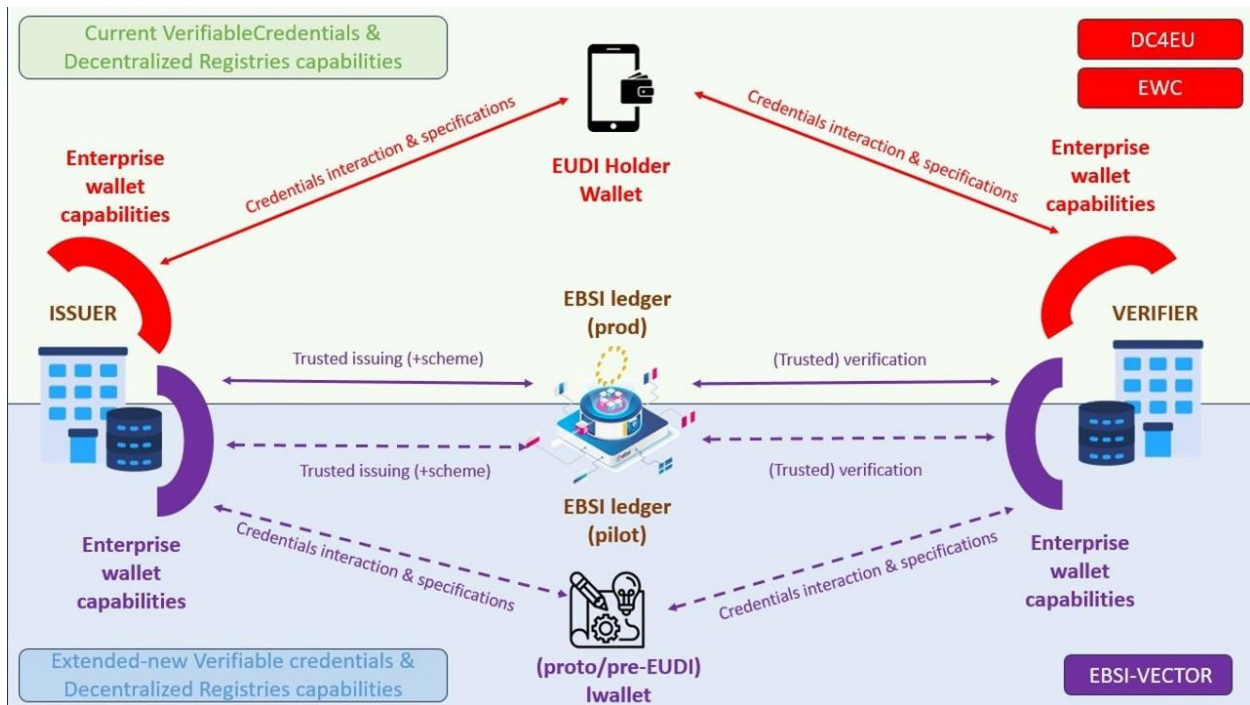 Current VerifiableCredentials &
Decentralized Registries capabilities
DC4EU
EWC
Credentials interaction & specifications
Credentials interaction & specifications
Enterprise
wallet
capabilities
EUDI Holder
Wallet
Enterprise
wallet
capabilities
ISSUER
EBSI ledger
(prod)
VERIFIER
Trusted issuing (+scheme)
(Trusted) verification
Trusted issuing (+scheme)
(Trusted) verification
EBSI ledger
(pilot)
Enterprise
wallet
capabilities
Credentials interaction & specifications
Credentials interaction & specifications
Enterprise
wallet
capabilities
(proto/pre-EUDI)
lwallet
Extended-new Verifiable credentials &
Decentralized Registries capabilities
EBSI-VECTOR